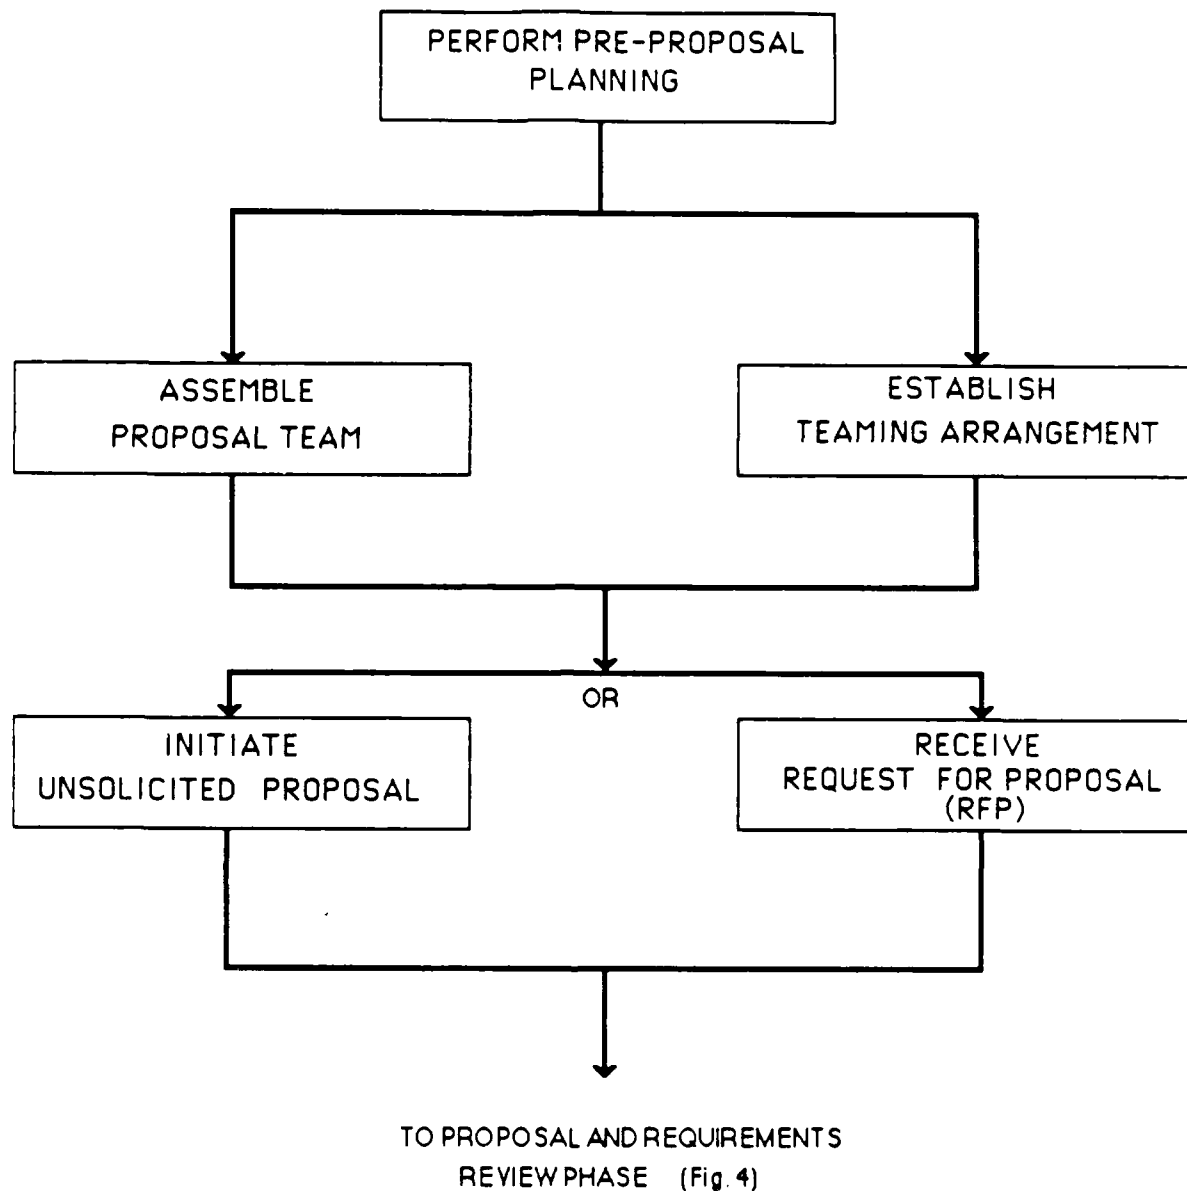 PERFORM PRE-PROPOSAL
PLANNING
ASSEMBLE
PROPOSAL TEAM
ESTABLISH
TEAMING ARRANGEMENT
OR
INITIATE
UNSOLICITED PROPOSAL
RECEIVE
REQUEST FOR PROPOSAL
(RFP)
TO PROPOSAL AND REQUIREMENTS
REVIEW PHASE (Fig. 4)